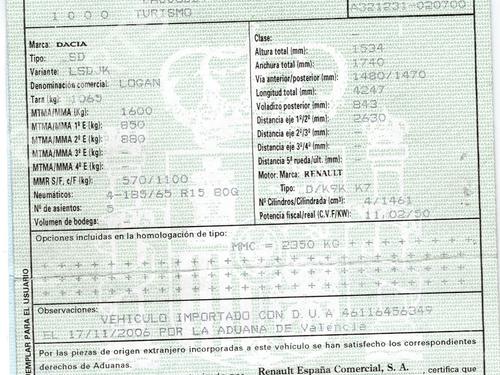 1000 TURISMO
A321231-020700
Marca: DACIA
Tipo: SD
Variante: LSDJK
Denominación comercial: LOGAN
Tara (kg): 1065
MTMA/MMA (Kg): 1600
MTMA/MMA 1º E (kg): 850
MTMA/MMA 2º E (kg): 880
MTMA/MMA 3º E (kg): -
MTMA/MMA 4º E (kg): -
MMR S/F, c/F (kg): 570/1100
Neumáticos: 4-185/65 R15 80Q
Nº de asientos: 5
Volumen de bodega: -
Clase: -
Altura total (mm): 1534
Anchura total (mm): 1740
Vía anterior/posterior (mm): 1480/1470
Longitud total (mm): 4247
Voladizo posterior (mm): 843
Distancia eje 1º/2º (mm): 2630
Distancia eje 2º/3º (mm): -
Distancia eje 3º/4º (mm): -
Distancia 5ª rueda/últ. (mm): -
Motor: Marca: RENAULT
Tipo: D/K9K K7
Nº Cilindros/Cilindrada (cm³): 4/1461
Potencia fiscal/real (C.V.F/KW): 11,02/50
Opciones incluidas en la homologación de tipo:
MMC = 2350 KG
Observaciones:
VEHICULO IMPORTADO CON D.U.A 46116456349
EL 17/11/2006 POR LA ADUANA DE Valencia
Por las piezas de origen extranjero incorporadas a este vehículo se han satisfecho los correspondientes
derechos de Aduanas.
Renault España Comercial, S. A. , certifica que
EMPLAR PARA EL USUARIO